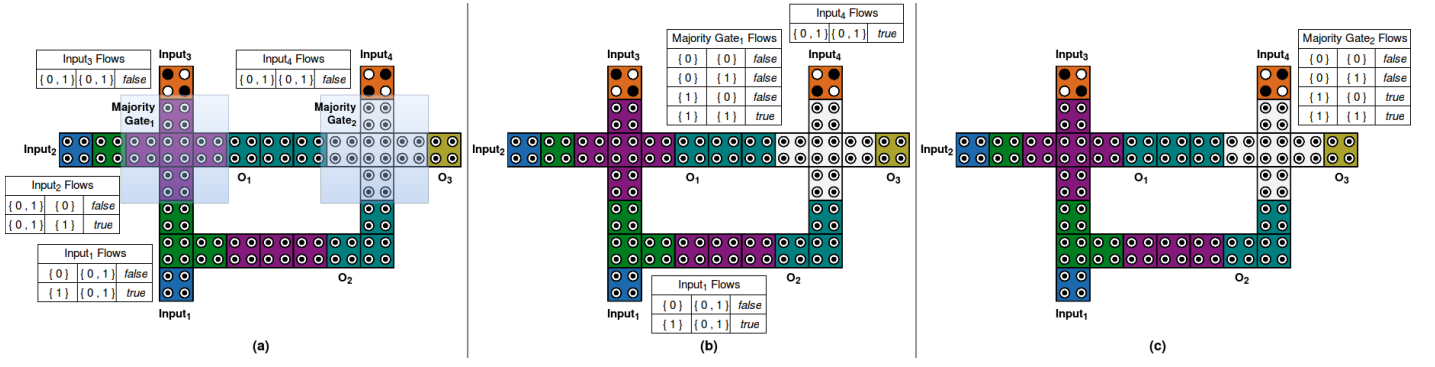 Input3
Input4
Input3 Flows
{ 0 , 1 } { 0 , 1 } false
Input4 Flows
{ 0 , 1 } { 0 , 1 } false
Majority
Gate1
Majority
Gate2
Input2
O1
O3
Input2 Flows
{ 0 , 1 } { 0 } false
{ 0 , 1 } { 1 } true
Input1 Flows
{ 0 } { 0 , 1 } false
{ 1 } { 0 , 1 } true
O2
Input1
(a)
Input4 Flows
{ 0 , 1 } { 0 , 1 } true
Input3
Majority Gate1 Flows
{ 0 } { 0 } false
{ 0 } { 1 } false
{ 1 } { 0 } false
{ 1 } { 1 } true
Input4
Input2
O1
O3
O2
Input1 Flows
{ 0 } { 0 , 1 } false
{ 1 } { 0 , 1 } true
Input1
(b)
Input3
Input4
Majority Gate2 Flows
{ 0 } { 0 } false
{ 0 } { 1 } false
{ 1 } { 0 } true
{ 1 } { 1 } true
Input2
O1
O3
O2
Input1
(c)